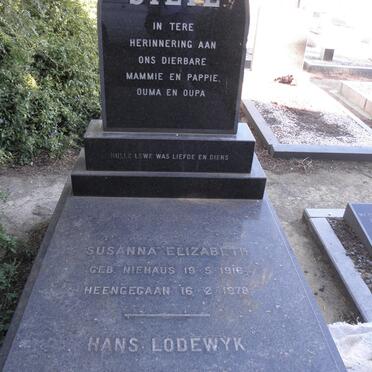 IN TERE
HERINNERING AAN
ONS DIERBARE
MAMMIE EN PAPPIE,
OUMA EN OUPA
HULLE LEWE WAS LIEFDE EN DIENS
SUSANNA ELIZABETH
GEB. NIEHAUS 19-5-1916
HEENGEGAAN 16-2-1978
HANS LODEWYK